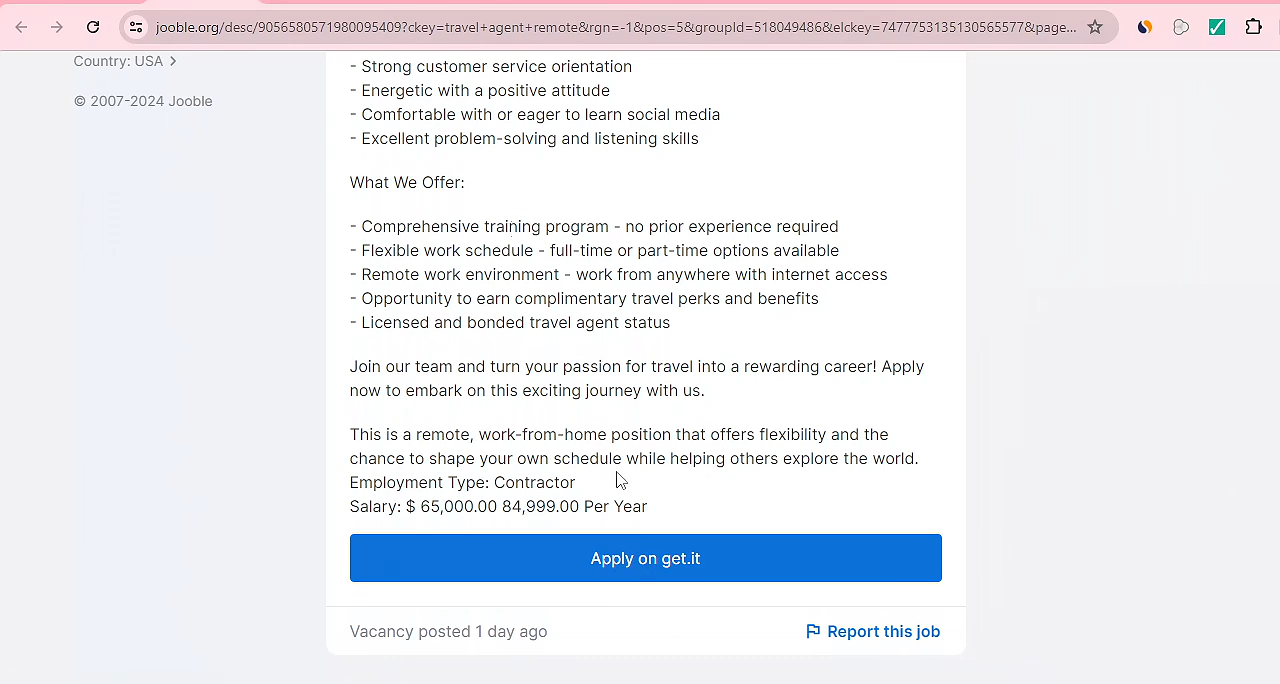 jooble.org/desc/9056580571980095409?ckey=travel+agent+remote&rgn=-1&pos=5&groupId=518049486&elckey=7477753135130565577&page...
Country: USA
© 2007-2024 Jooble
- Strong customer service orientation
- Energetic with a positive attitude
- Comfortable with or eager to learn social media
- Excellent problem-solving and listening skills
What We Offer:
- Comprehensive training program - no prior experience required
- Flexible work schedule - full-time or part-time options available
- Remote work environment - work from anywhere with internet access
- Opportunity to earn complimentary travel perks and benefits
- Licensed and bonded travel agent status
Join our team and turn your passion for travel into a rewarding career! Apply
now to embark on this exciting journey with us.
This is a remote, work-from-home position that offers flexibility and the
chance to shape your own schedule while helping others explore the world.
Employment Type: Contractor
Salary: $ 65,000.00 84,999.00 Per Year
Apply on get.it
Vacancy posted 1 day ago
Report this job